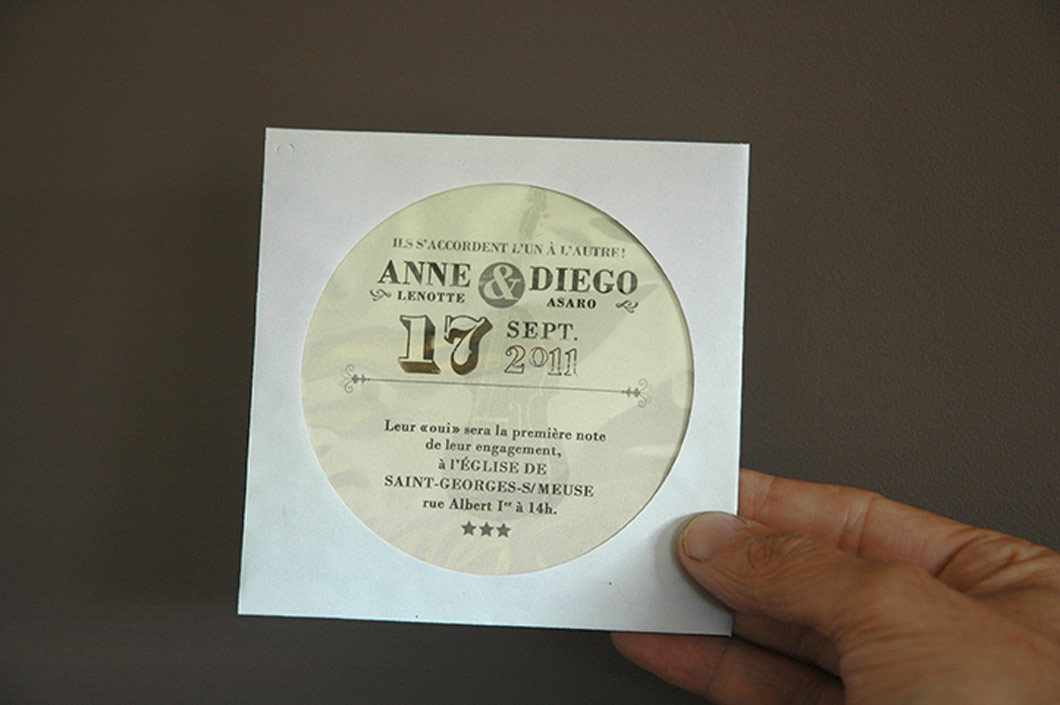 ILS S'ACCORDENT L'UN À L'AUTRE!
ANNE & DIEGO
LENOTTE ASARO
17 SEPT. 2011
Leur «oui» sera la première note
de leur engagement,
à l'ÉGLISE DE
SAINT-GEORGES-S/MEUSE
rue Albert Ier à 14h.